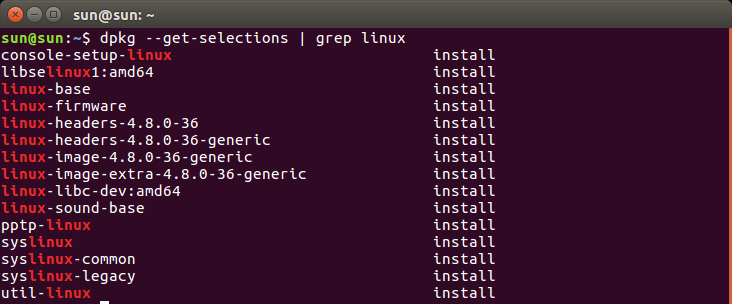 sun@sun: ~
sun@sun:~$ dpkg --get-selections | grep linux
console-setup-linux install
libselinux1:amd64 install
linux-base install
linux-firmware install
linux-headers-4.8.0-36 install
linux-headers-4.8.0-36-generic install
linux-image-4.8.0-36-generic install
linux-image-extra-4.8.0-36-generic install
linux-libc-dev:amd64 install
linux-sound-base install
pptp-linux install
syslinux install
syslinux-common install
syslinux-legacy install
util-linux install